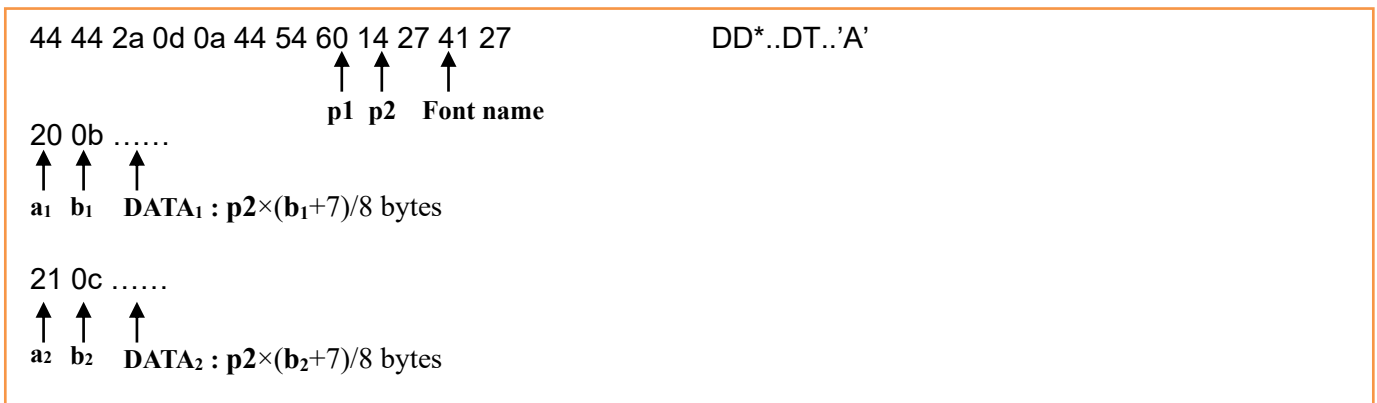 44 44 2a 0d 0a 44 54 60 14 27 41 27 DD*..DT..’A’
p1 p2 Font name
20 0b ……
a₁ b₁ DATA₁ : p2×(b₁+7)/8 bytes
21 0c ……
a₂ b₂ DATA₂ : p2×(b₂+7)/8 bytes